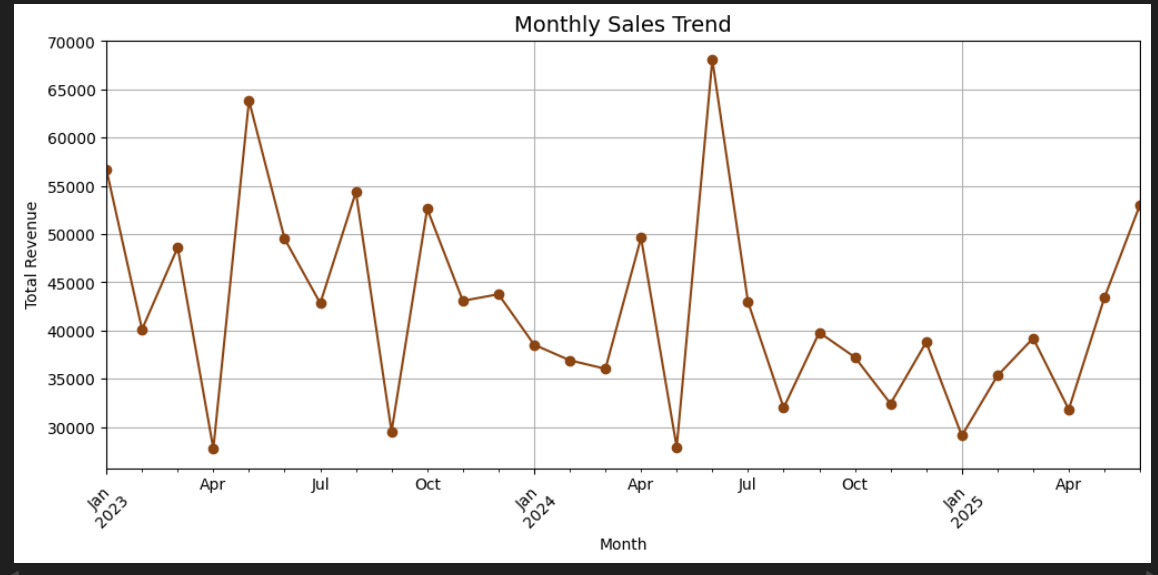 Monthly Sales Trend
70000
65000
60000
55000
50000
45000
40000
35000
30000
Total Revenue
Jan
2023
Apr
Jul
Oct
Jan
2024
Apr
Jul
Oct
Jan
2025
Apr
Month